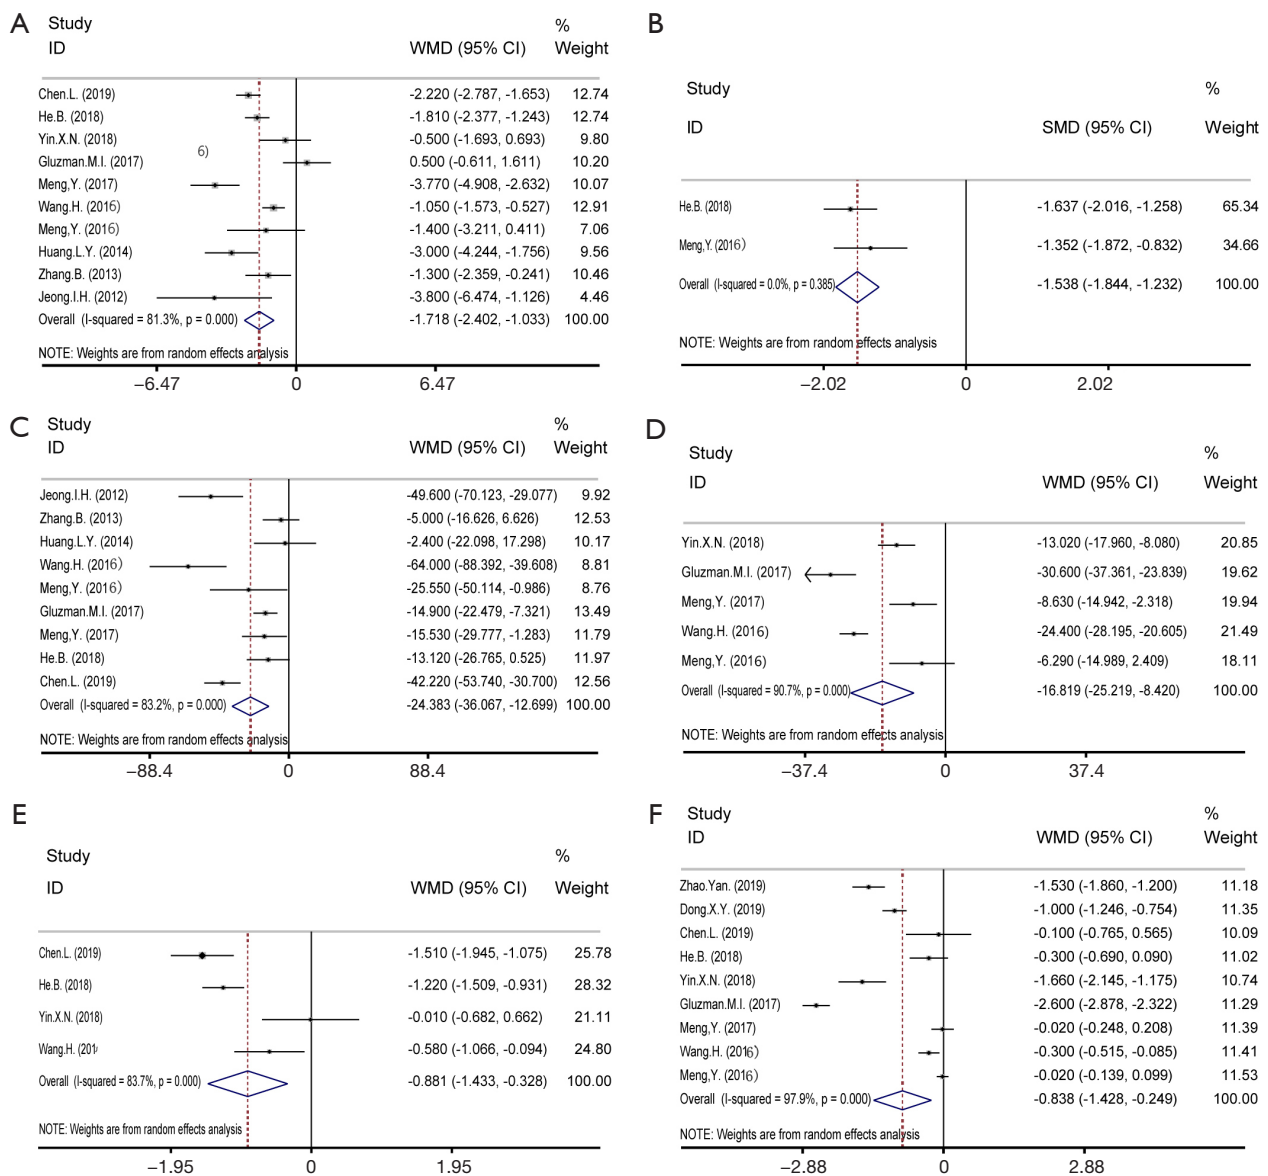 A
Study %
ID WMD (95% CI) Weight
Chen.L. (2019) -2.220 (-2.787, -1.653) 12.74
He.B. (2018) -1.810 (-2.377, -1.243) 12.74
Yin.X.N. (2018) -0.500 (-1.693, 0.693) 9.80
6)
Gluzman.M.I. (2017) 0.500 (-0.611, 1.611) 10.20
Meng,Y. (2017) -3.770 (-4.908, -2.632) 10.07
Wang.H. (2016) -1.050 (-1.573, -0.527) 12.91
Meng,Y. (2016) -1.400 (-3.211, 0.411) 7.06
Huang.L.Y. (2014) -3.000 (-4.244, -1.756) 9.56
Zhang.B. (2013) -1.300 (-2.359, -0.241) 10.46
Jeong.I.H. (2012) -3.800 (-6.474, -1.126) 4.46
Overall (I-squared = 81.3%, p = 0.000) -1.718 (-2.402, -1.033) 100.00
NOTE: Weights are from random effects analysis
−6.47 0 6.47
B
Study %
ID SMD (95% CI) Weight
He.B. (2018) -1.637 (-2.016, -1.258) 65.34
Meng,Y. (2016) -1.352 (-1.872, -0.832) 34.66
Overall (I-squared = 0.0%, p = 0.385) -1.538 (-1.844, -1.232) 100.00
NOTE: Weights are from random effects analysis
−2.02 0 2.02
C
Study %
ID WMD (95% CI) Weight
Jeong.I.H. (2012) -49.600 (-70.123, -29.077) 9.92
Zhang.B. (2013) -5.000 (-16.626, 6.626) 12.53
Huang.L.Y. (2014) -2.400 (-22.098, 17.298) 10.17
Wang.H. (2016) -64.000 (-88.392, -39.608) 8.81
Meng,Y. (2016) -25.550 (-50.114, -0.986) 8.76
Gluzman.M.I. (2017) -14.900 (-22.479, -7.321) 13.49
Meng,Y. (2017) -15.530 (-29.777, -1.283) 11.79
He.B. (2018) -13.120 (-26.765, 0.525) 11.97
Chen.L. (2019) -42.220 (-53.740, -30.700) 12.56
Overall (I-squared = 83.2%, p = 0.000) -24.383 (-36.067, -12.699) 100.00
NOTE: Weights are from random effects analysis
−88.4 0 88.4
D
Study %
ID WMD (95% CI) Weight
Yin.X.N. (2018) -13.020 (-17.960, -8.080) 20.85
Gluzman.M.I. (2017) -30.600 (-37.361, -23.839) 19.62
Meng,Y. (2017) -8.630 (-14.942, -2.318) 19.94
Wang.H. (2016) -24.400 (-28.195, -20.605) 21.49
Meng,Y. (2016) -6.290 (-14.989, 2.409) 18.11
Overall (I-squared = 90.7%, p = 0.000) -16.819 (-25.219, -8.420) 100.00
NOTE: Weights are from random effects analysis
−37.4 0 37.4
E
Study %
ID WMD (95% CI) Weight
Chen.L. (2019) -1.510 (-1.945, -1.075) 25.78
He.B. (2018) -1.220 (-1.509, -0.931) 28.32
Yin.X.N. (2018) -0.010 (-0.682, 0.662) 21.11
Wang.H. (201 -0.580 (-1.066, -0.094) 24.80
Overall (I-squared = 83.7%, p = 0.000) -0.881 (-1.433, -0.328) 100.00
NOTE: Weights are from random effects analysis
−1.95 0 1.95
F
Study %
ID WMD (95% CI) Weight
Zhao.Yan. (2019) -1.530 (-1.860, -1.200) 11.18
Dong.X.Y. (2019) -1.000 (-1.246, -0.754) 11.35
Chen.L. (2019) -0.100 (-0.765, 0.565) 10.09
He.B. (2018) -0.300 (-0.690, 0.090) 11.02
Yin.X.N. (2018) -1.660 (-2.145, -1.175) 10.74
Gluzman.M.I. (2017) -2.600 (-2.878, -2.322) 11.29
Meng,Y. (2017) -0.020 (-0.248, 0.208) 11.39
Wang.H. (2016) -0.300 (-0.515, -0.085) 11.41
Meng,Y. (2016) -0.020 (-0.139, 0.099) 11.53
Overall (I-squared = 97.9%, p = 0.000) -0.838 (-1.428, -0.249) 100.00
NOTE: Weights are from random effects analysis
−2.88 0 2.88